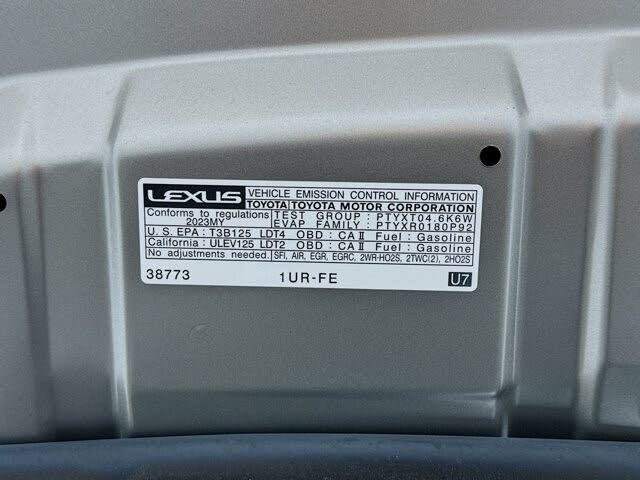 LEXUS VEHICLE EMISSION CONTROL INFORMATION
TOYOTA TOYOTA MOTOR CORPORATION
Conforms to regulations 2023MY
TEST GROUP : PTYXT04.6K6W
EVAP FAMILY : PTYXR0180P92
U.S. EPA : T3B125 LDT4 OBD : CA II Fuel : Gasoline
California : ULEV125 LDT2 OBD : CA II Fuel : Gasoline
No adjustments needed. SFI, AIR, EGR, EGRC, 2WR-HO2S, 2TWC(2), 2HO2S
38773 1UR-FE U7